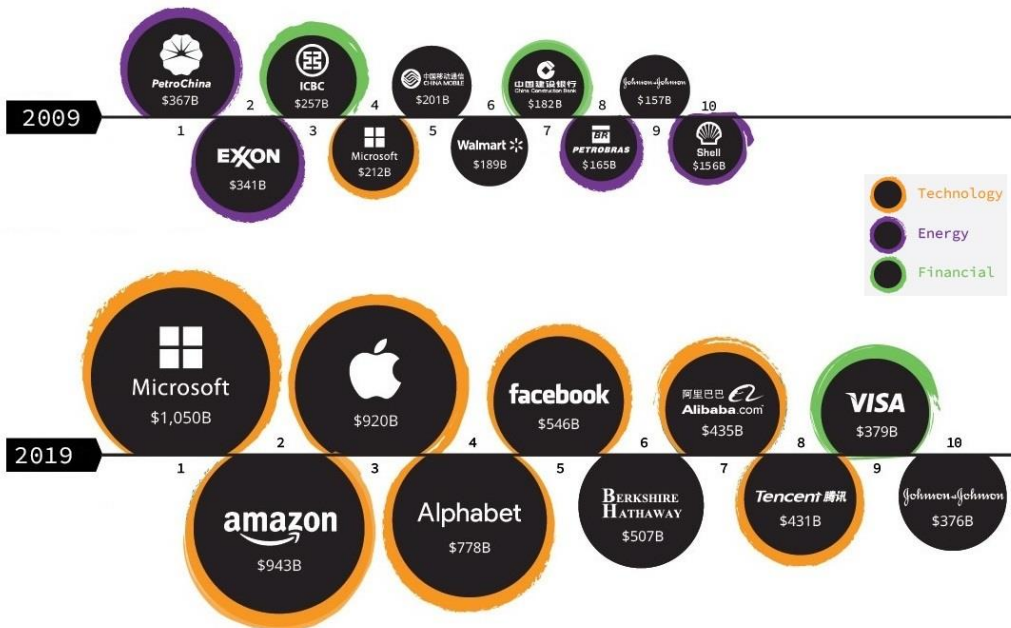 2009
1
PetroChina
$367B
2
EXXON
$341B
3
ICBC
$257B
4
Microsoft
$212B
5
中国移动通信
CHINA MOBILE
$201B
6
Walmart
$189B
7
中国建设银行
China Construction Bank
$182B
8
BR
PETROBRAS
$165B
9
Johnson & Johnson
$157B
10
Shell
$156B
Technology
Energy
Financial
2019
1
Microsoft
$1,050B
2
amazon
$943B
3
$920B
4
Alphabet
$778B
5
facebook
$546B
6
BERKSHIRE
HATHAWAY
$507B
7
阿里巴巴
Alibaba.com
$435B
8
Tencent 腾讯
$431B
9
VISA
$379B
10
Johnson & Johnson
$376B